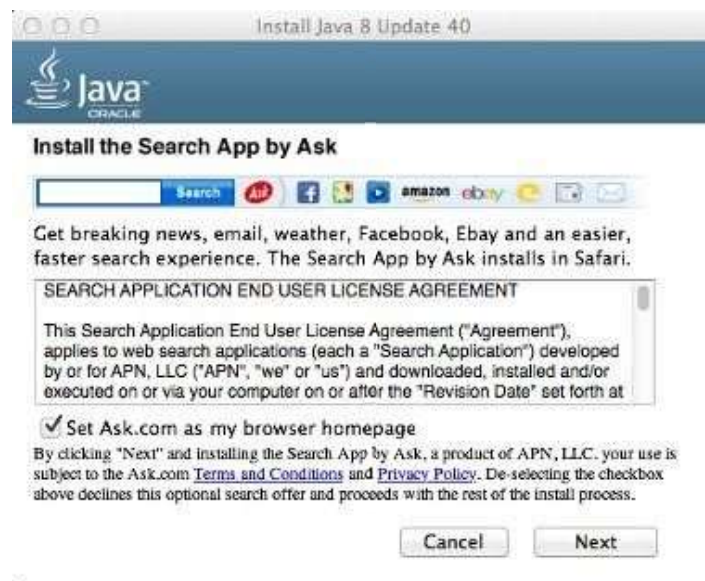 Install Java 8 Update 40
Java
ORACLE
Install the Search App by Ask
Search Ask amazon ebay
Get breaking news, email, weather, Facebook, Ebay and an easier,
faster search experience. The Search App by Ask installs in Safari.
SEARCH APPLICATION END USER LICENSE AGREEMENT
This Search Application End User License Agreement ("Agreement"),
applies to web search applications (each a "Search Application") developed
by or for APN, LLC ("APN", "we" or "us") and downloaded, installed and/or
executed on or via your computer on or after the "Revision Date" set forth at
Set Ask.com as my browser homepage
By clicking "Next" and installing the Search App by Ask, a product of APN, LLC. your use is
subject to the Ask.com Terms and Conditions and Privacy Policy. De-selecting the checkbox
above declines this optional search offer and proceeds with the rest of the install process.
Cancel Next